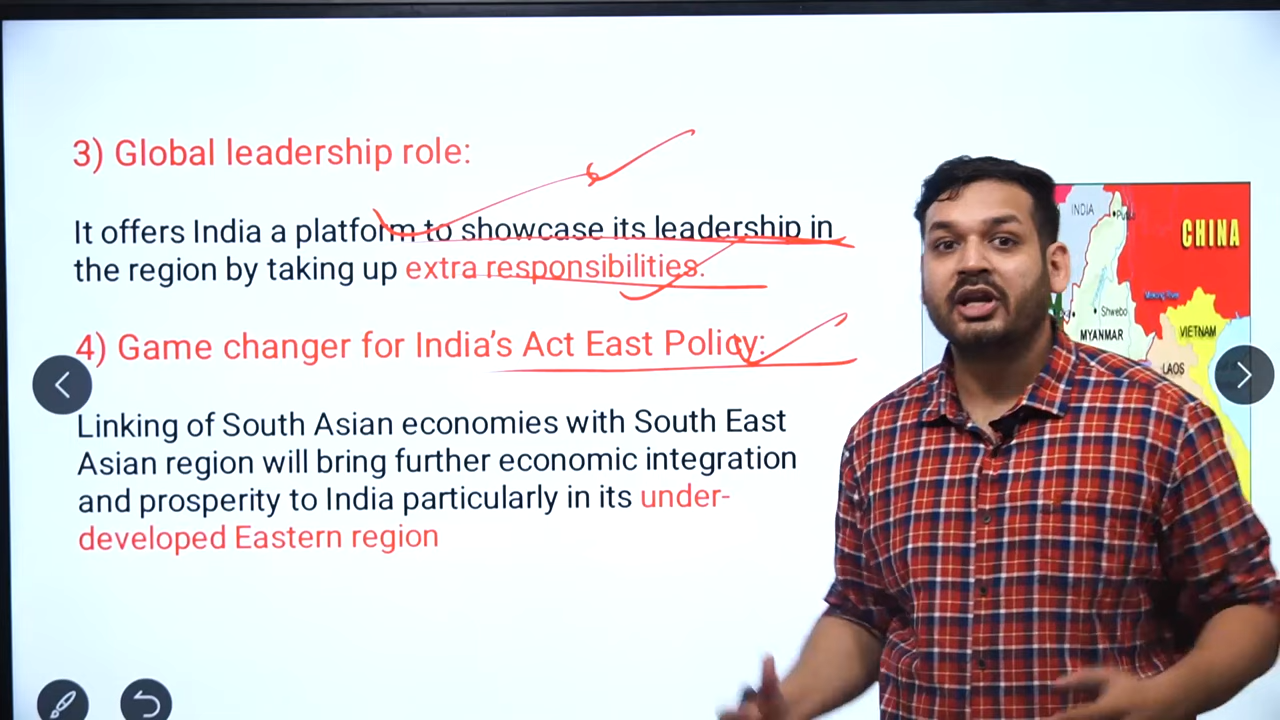 3) Global leadership role:
It offers India a platform to showcase its leadership in
the region by taking up extra responsibilities.
4) Game changer for India's Act East Policy:
Linking of South Asian economies with South East
Asian region will bring further economic integration
and prosperity to India particularly in its under-
developed Eastern region
INDIA
CHINA
Shwebo
MYANMAR
VIETNAM
LAOS